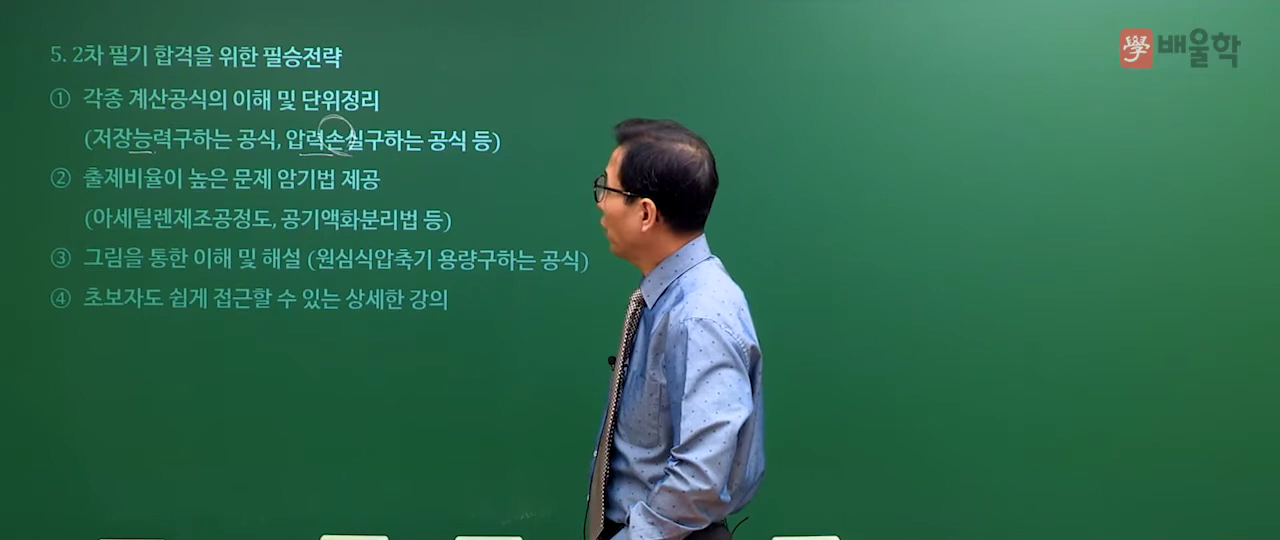 5. 2차 필기 합격을 위한 필승전략
學 배울학
① 각종 계산공식의 이해 및 단위정리
(저장능력구하는 공식, 압력손실구하는 공식 등)
② 출제비율이 높은 문제 암기법 제공
(아세틸렌제조공정도, 공기액화분리법 등)
③ 그림을 통한 이해 및 해설 (원심식압축기 용량구하는 공식)
④ 초보자도 쉽게 접근할 수 있는 상세한 강의